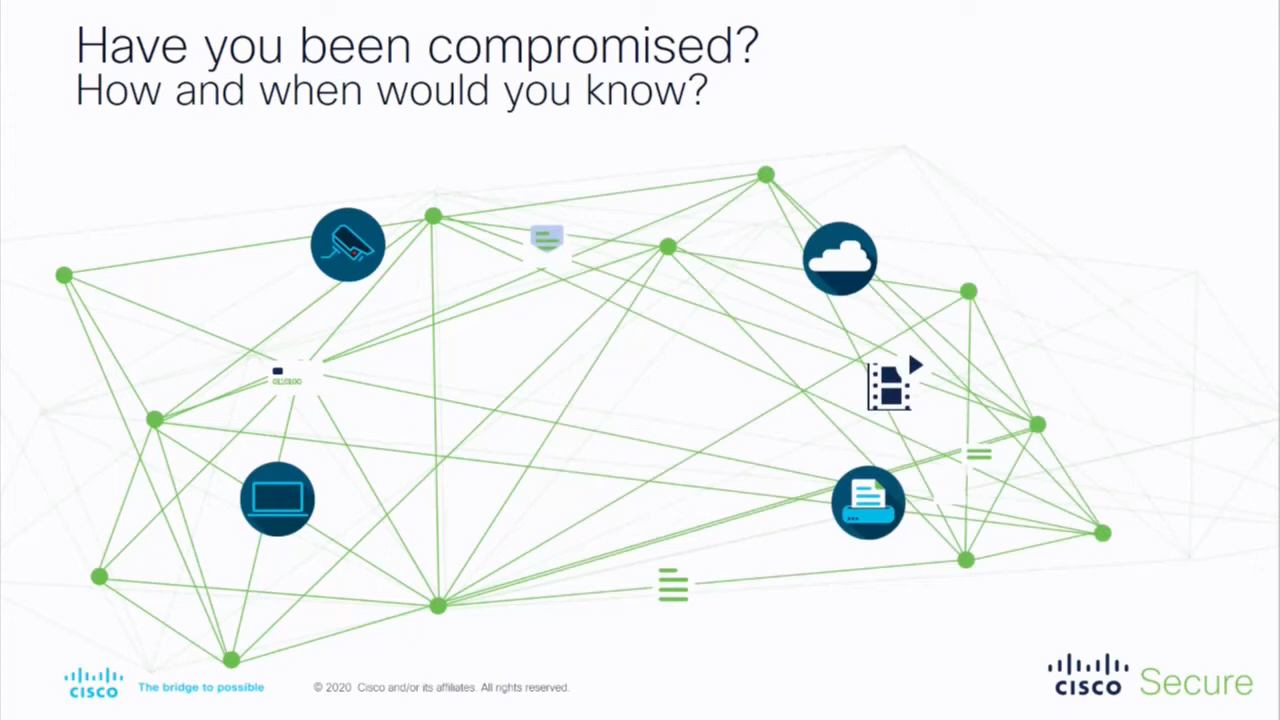 Have you been compromised?
How and when would you know?
CISCO
The bridge to possible
© 2020 Cisco and/or its affiliates. All rights reserved.
CISCO Secure